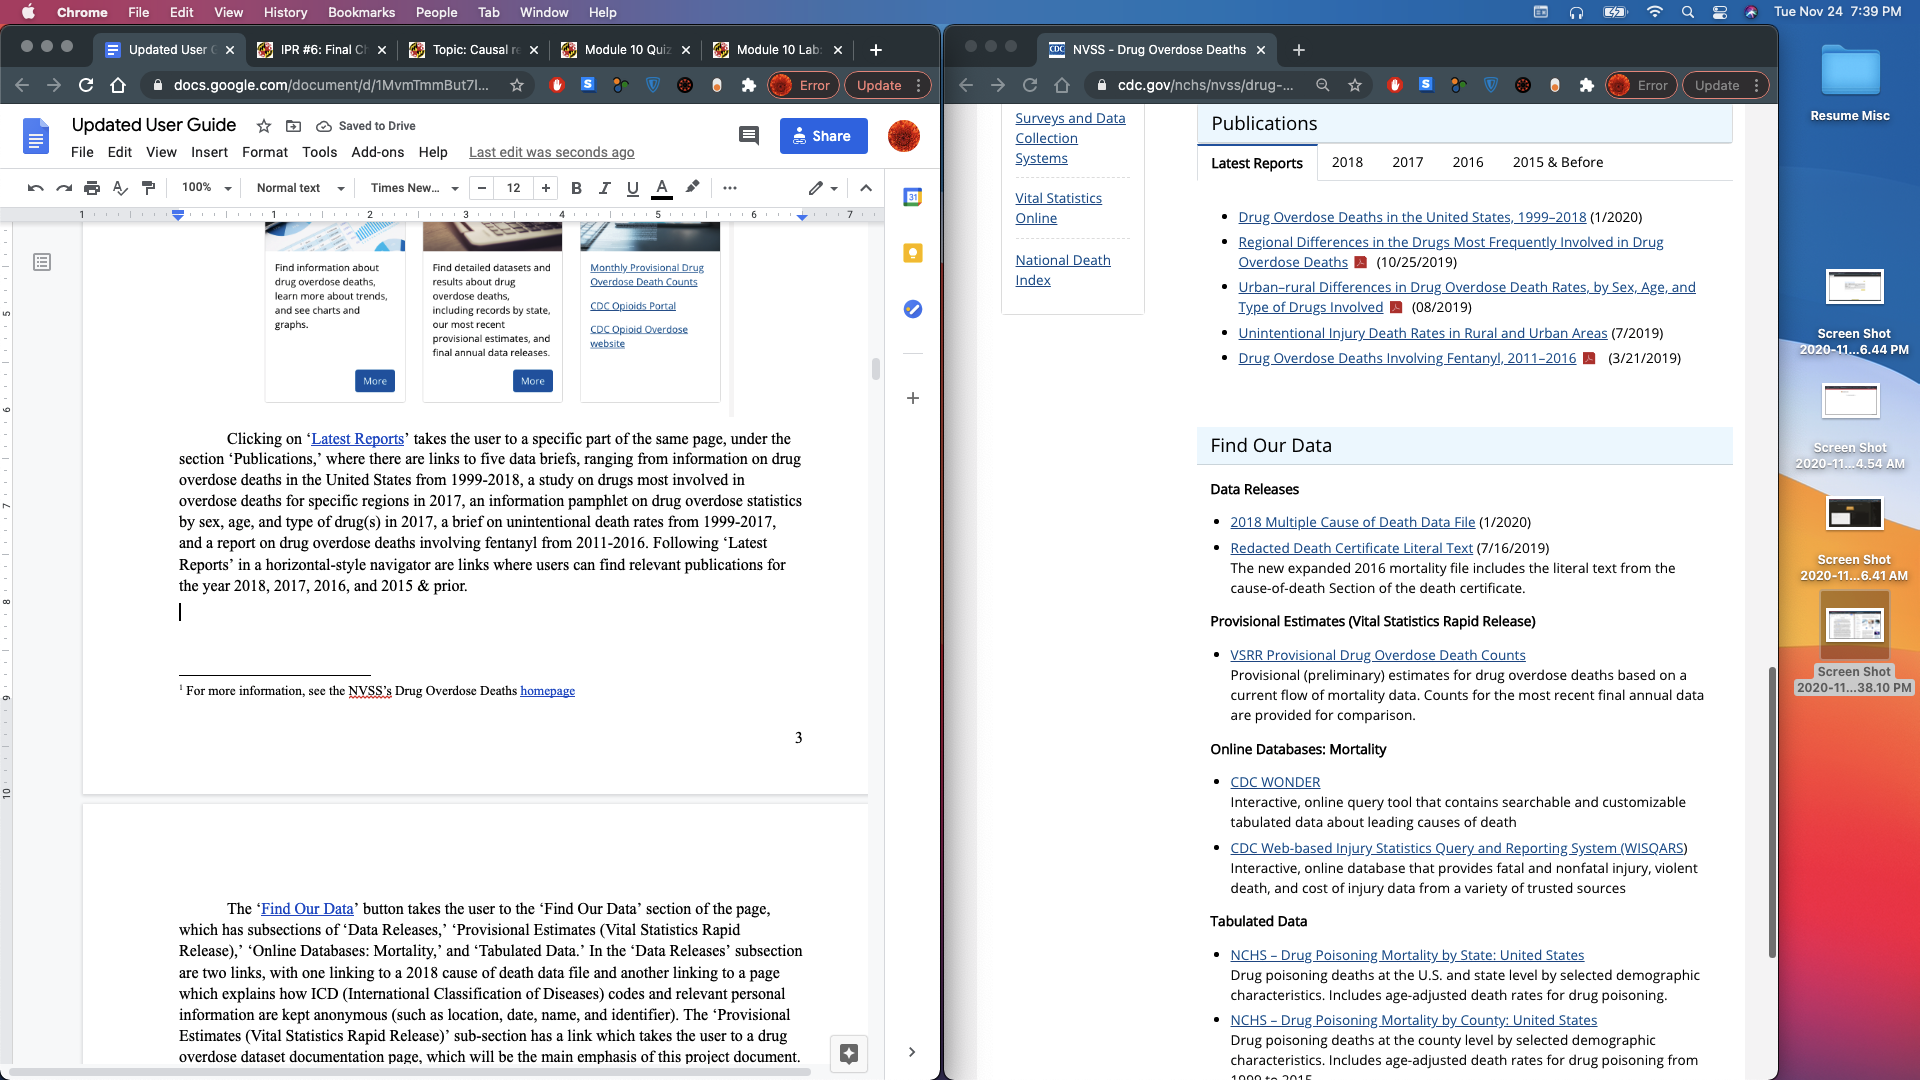 Chrome File Edit View History Bookmarks People Tab Window Help
Tue Nov 24 7:39 PM
Updated User G
IPR #6: Final Ch
Topic: Causal re
Module 10 Quiz
Module 10 Lab:
docs.google.com/document/d/1MvmTmmBut7l...
Error
Update
Updated User Guide
Saved to Drive
Share
File Edit View Insert Format Tools Add-ons Help Last edit was seconds ago
100% Normal text Times New... 12 B I U A
1 1 2 3 4 5 6 7
Find information about
drug overdose deaths,
learn more about trends,
and see charts and
graphs.
More
Find detailed datasets and
results about drug
overdose deaths,
including records by state,
our most recent
provisional estimates, and
final annual data releases.
More
Monthly Provisional Drug
Overdose Death Counts
CDC Opioids Portal
CDC Opioid Overdose
website
Clicking on ‘Latest Reports’ takes the user to a specific part of the same page, under the
section ‘Publications,’ where there are links to five data briefs, ranging from information on drug
overdose deaths in the United States from 1999-2018, a study on drugs most involved in
overdose deaths for specific regions in 2017, an information pamphlet on drug overdose statistics
by sex, age, and type of drug(s) in 2017, a brief on unintentional death rates from 1999-2017,
and a report on drug overdose deaths involving fentanyl from 2011-2016. Following ‘Latest
Reports’ in a horizontal-style navigator are links where users can find relevant publications for
the year 2018, 2017, 2016, and 2015 & prior.
1 For more information, see the NVSS’s Drug Overdose Deaths homepage
3
The ‘Find Our Data’ button takes the user to the ‘Find Our Data’ section of the page,
which has subsections of ‘Data Releases,’ ‘Provisional Estimates (Vital Statistics Rapid
Release),’ ‘Online Databases: Mortality,’ and ‘Tabulated Data.’ In the ‘Data Releases’ subsection
are two links, with one linking to a 2018 cause of death data file and another linking to a page
which explains how ICD (International Classification of Diseases) codes and relevant personal
information are kept anonymous (such as location, date, name, and identifier). The ‘Provisional
Estimates (Vital Statistics Rapid Release)’ sub-section has a link which takes the user to a drug
overdose dataset documentation page, which will be the main emphasis of this project document.
5
6
7
8
9
10
31
CDC NVSS - Drug Overdose Deaths
cdc.gov/nchs/nvss/drug-...
Error
Update
Surveys and Data
Collection
Systems
Vital Statistics
Online
National Death
Index
Publications
Latest Reports 2018 2017 2016 2015 & Before
Drug Overdose Deaths in the United States, 1999–2018 (1/2020)
Regional Differences in the Drugs Most Frequently Involved in Drug
Overdose Deaths (10/25/2019)
Urban–rural Differences in Drug Overdose Death Rates, by Sex, Age, and
Type of Drugs Involved (08/2019)
Unintentional Injury Death Rates in Rural and Urban Areas (7/2019)
Drug Overdose Deaths Involving Fentanyl, 2011–2016 (3/21/2019)
Find Our Data
Data Releases
2018 Multiple Cause of Death Data File (1/2020)
Redacted Death Certificate Literal Text (7/16/2019)
The new expanded 2016 mortality file includes the literal text from the
cause-of-death Section of the death certificate.
Provisional Estimates (Vital Statistics Rapid Release)
VSRR Provisional Drug Overdose Death Counts
Provisional (preliminary) estimates for drug overdose deaths based on a
current flow of mortality data. Counts for the most recent final annual data
are provided for comparison.
Online Databases: Mortality
CDC WONDER
Interactive, online query tool that contains searchable and customizable
tabulated data about leading causes of death
CDC Web-based Injury Statistics Query and Reporting System (WISQARS)
Interactive, online database that provides fatal and nonfatal injury, violent
death, and cost of injury data from a variety of trusted sources
Tabulated Data
NCHS – Drug Poisoning Mortality by State: United States
Drug poisoning deaths at the U.S. and state level by selected demographic
characteristics. Includes age-adjusted death rates for drug poisoning.
NCHS – Drug Poisoning Mortality by County: United States
Drug poisoning deaths at the county level by selected demographic
characteristics. Includes age-adjusted death rates for drug poisoning from
1999 to 2015
Resume Misc
Screen Shot
2020-11...6.44 PM
Screen Shot
2020-11...4.54 AM
Screen Shot
2020-11...6.41 AM
Screen Shot
2020-11...38.10 PM